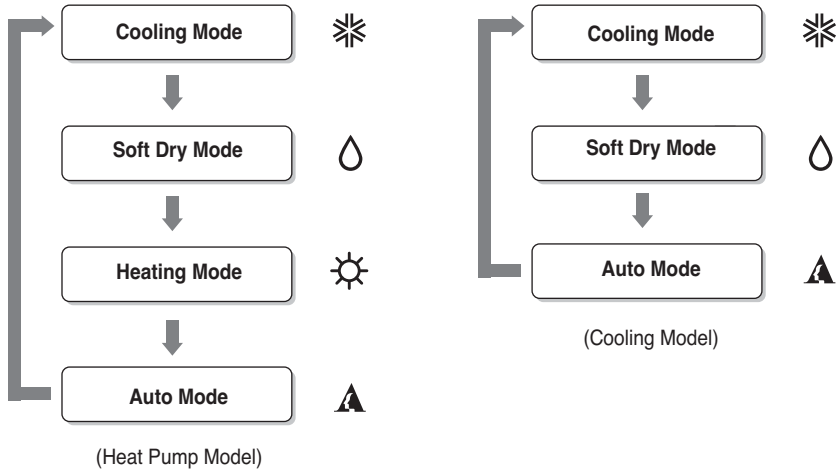 Cooling Mode
Soft Dry Mode
Heating Mode
Auto Mode
(Heat Pump Model)
Cooling Mode
Soft Dry Mode
Auto Mode
(Cooling Model)